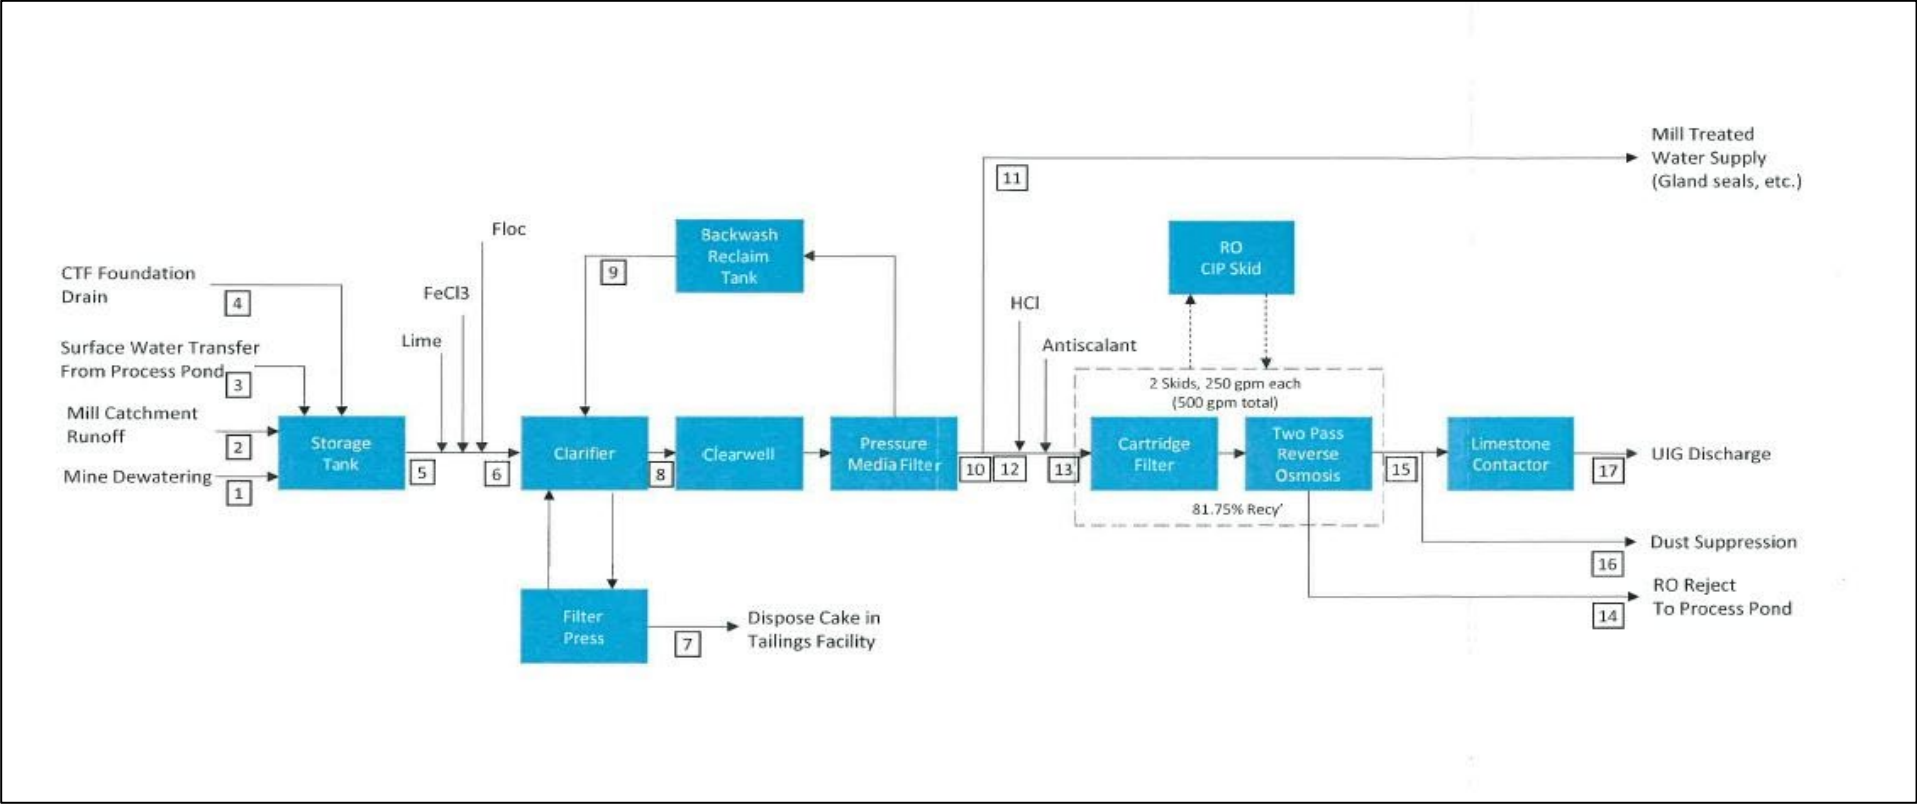 Mill Treated
Water Supply
(Gland seals, etc.)
11
Floc
Backwash
Reclaim
Tank
RO
CIP Skid
9
CTF Foundation
Drain
4
FeCl3
HCl
Lime
Antiscalant
Surface Water Transfer
From Process Pond
3
2 Skids, 250 gpm each
(500 gpm total)
Mill Catchment
Runoff
2
Mine Dewatering
1
Storage
Tank
5
6
Clarifier
8
Clearwell
Pressure
Media Filter
10
12
13
Cartridge
Filter
Two Pass
Reverse
Osmosis
81.75% Recy'
15
Limestone
Contactor
17
UIG Discharge
Dust Suppression
16
RO Reject
To Process Pond
14
Filter
Press
7
Dispose Cake in
Tailings Facility